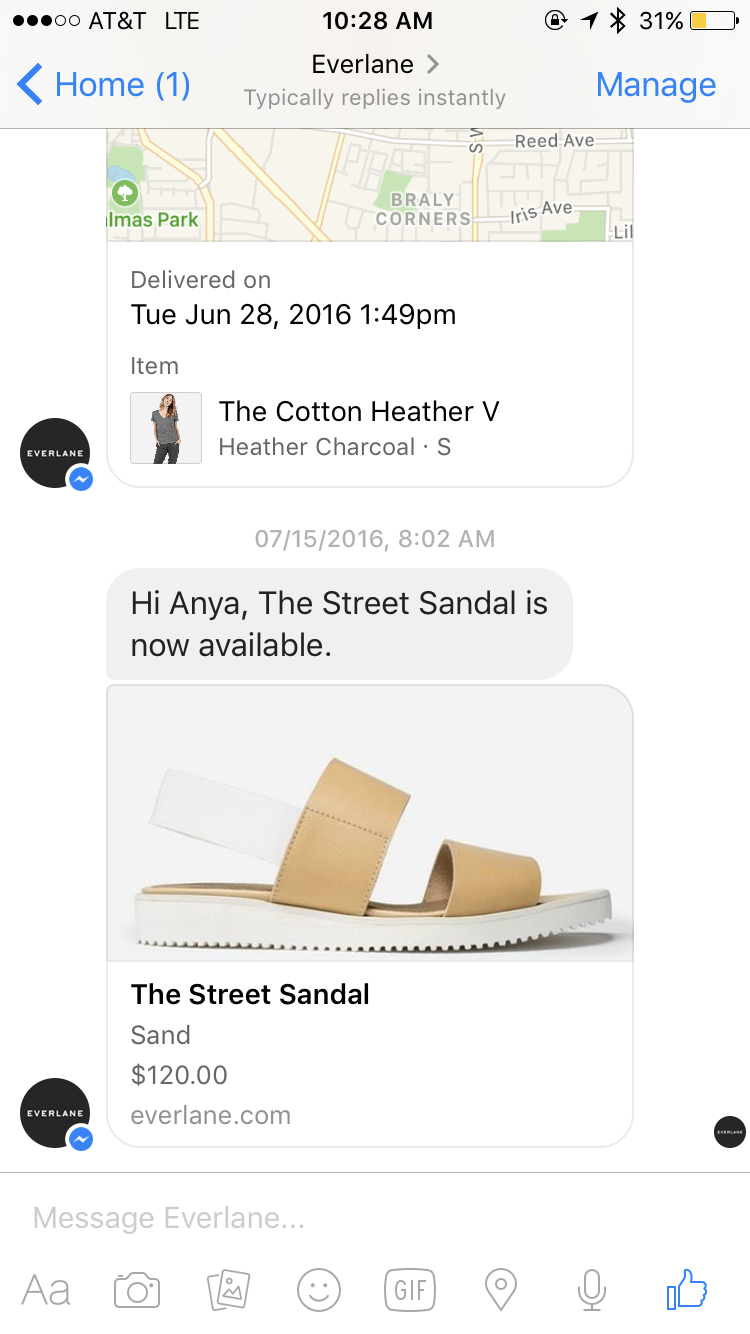 AT&T LTE 10:28 AM 31%
Home (1) Everlane Manage
Typically replies instantly
S W
Reed Ave
BRALY
CORNERS
Iris Ave
lmas Park
Lil
Delivered on
Tue Jun 28, 2016 1:49pm
Item
The Cotton Heather V
Heather Charcoal · S
EVERLANE
07/15/2016, 8:02 AM
Hi Anya, The Street Sandal is
now available.
The Street Sandal
Sand
$120.00
everlane.com
EVERLANE
EVERLANE
Message Everlane...
Aa GIF